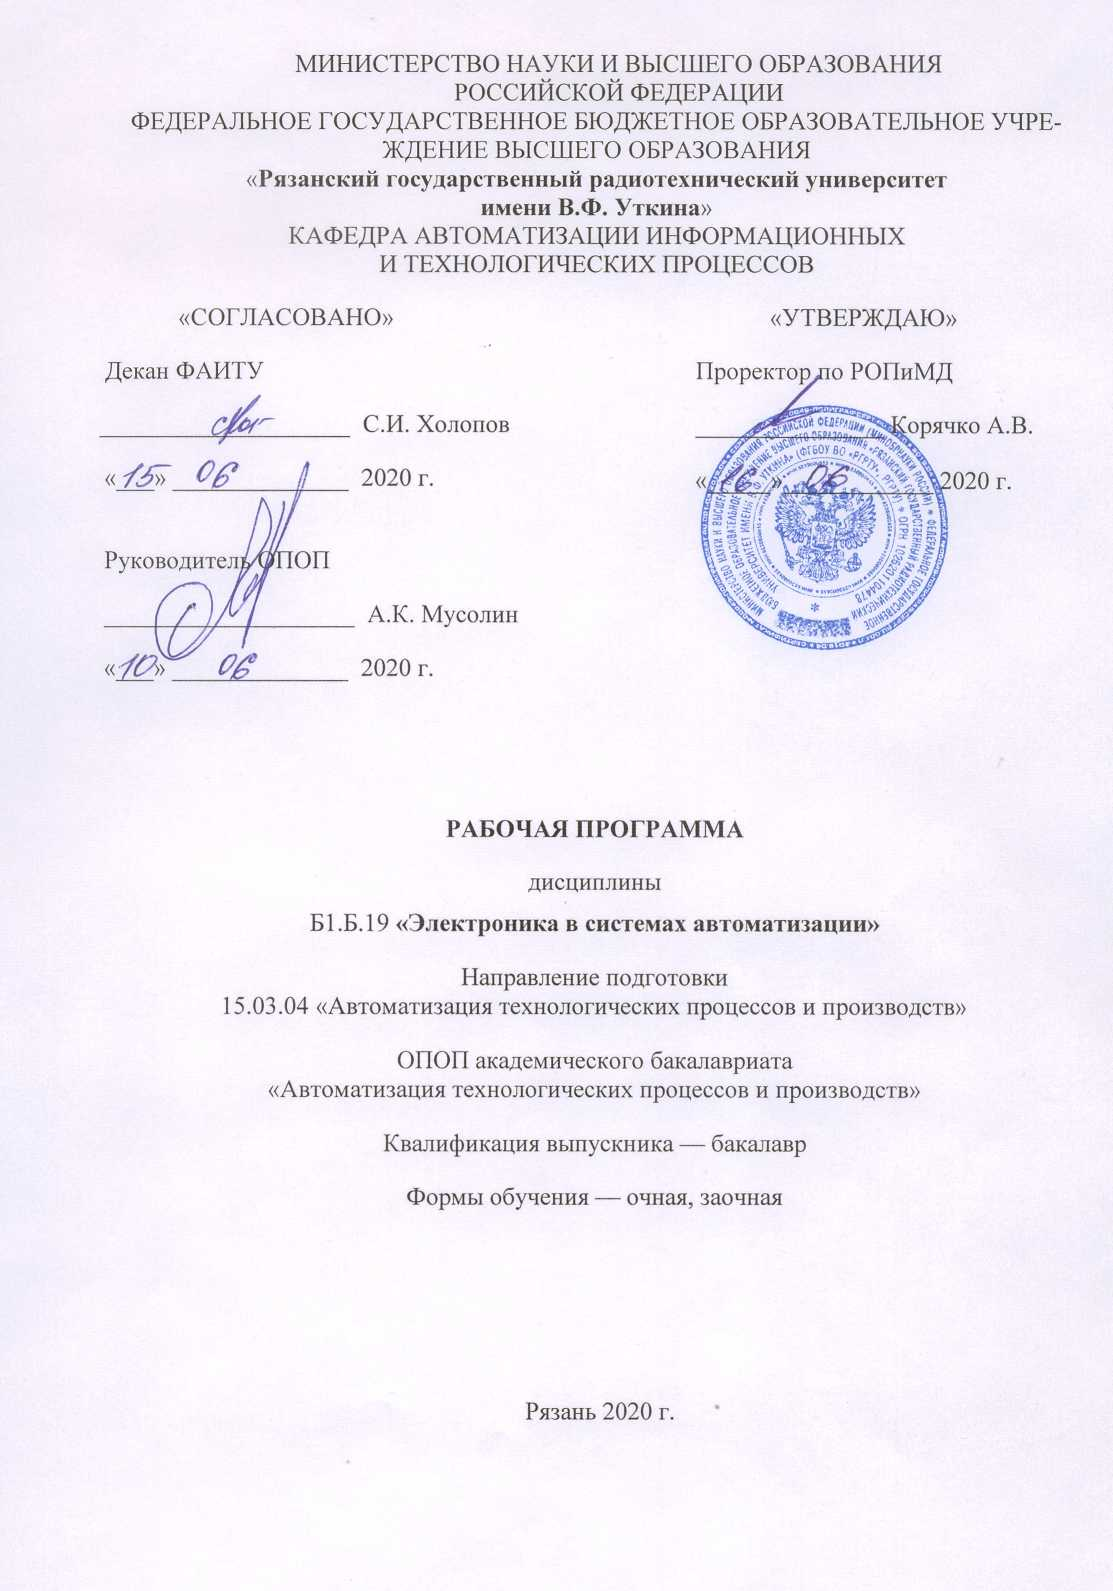 МИНИСТЕРСТВО НАУКИ И ВЫСШЕГО ОБРАЗОВАНИЯ
РОССИЙСКОЙ ФЕДЕРАЦИИ
ФЕДЕРАЛЬНОЕ ГОСУДАРСТВЕННОЕ БЮДЖЕТНОЕ ОБРАЗОВАТЕЛЬНОЕ УЧРЕ-
ЖДЕНИЕ ВЫСШЕГО ОБРАЗОВАНИЯ
«Рязанский государственный радиотехнический университет
имени В.Ф. Уткина»
КАФЕДРА АВТОМАТИЗАЦИИ ИНФОРМАЦИОННЫХ
И ТЕХНОЛОГИЧЕСКИХ ПРОЦЕССОВ
«СОГЛАСОВАНО»
Декан ФАИТУ
С.И. Холопов
«15» 06 2020 г.
Руководитель ОПОП
А.К. Мусолин
«10» 06 2020 г.
«УТВЕРЖДАЮ»
Проректор по РОПиМД
Корячко А.В.
«16» 06 2020 г.
РАБОЧАЯ ПРОГРАММА
дисциплины
Б1.Б.19 «Электроника в системах автоматизации»
Направление подготовки
15.03.04 «Автоматизация технологических процессов и производств»
ОПОП академического бакалавриата
«Автоматизация технологических процессов и производств»
Квалификация выпускника — бакалавр
Формы обучения — очная, заочная
Рязань 2020 г.